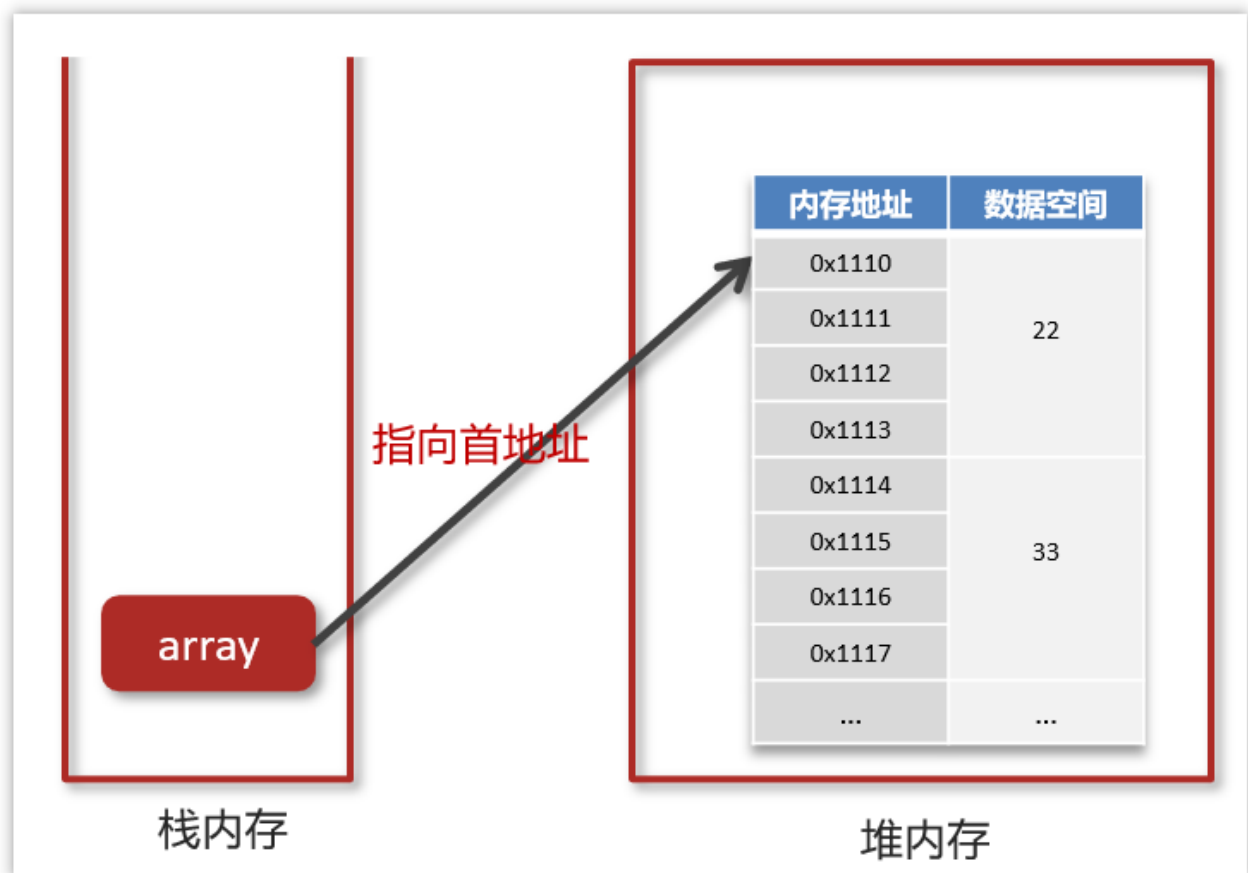 内存地址 数据空间
0x1110
0x1111
22
0x1112
0x1113
指向首地址
0x1114
0x1115
33
0x1116
0x1117
array
... ...
栈内存
堆内存